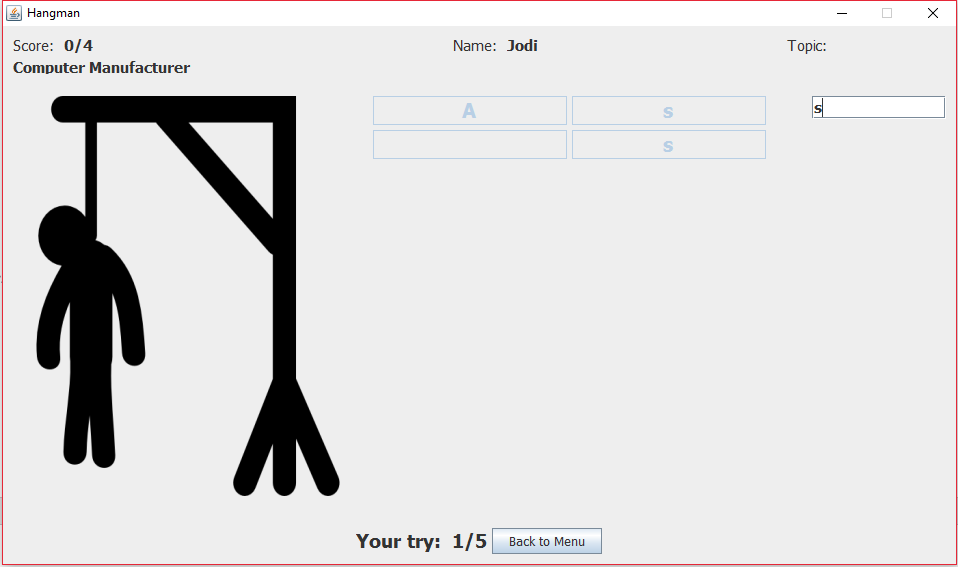 Hangman
Score: 0/4 Name: Jodi Topic:
Computer Manufacturer
A s s
s
Your try: 1/5 Back to Menu